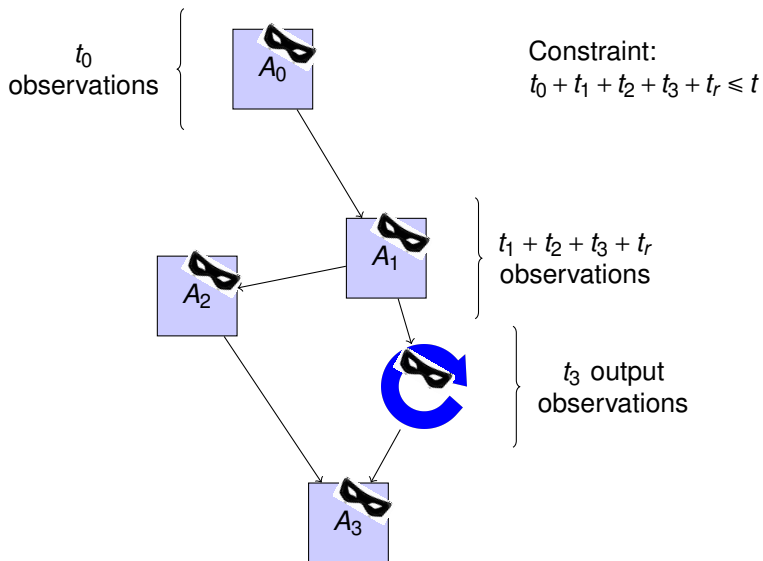 t₀
observations
A₀
Constraint:
t₀ + t₁ + t₂ + t₃ + tᵣ ⩽ t
A₁
t₁ + t₂ + t₃ + tᵣ
observations
A₂
t₃ output
observations
A₃